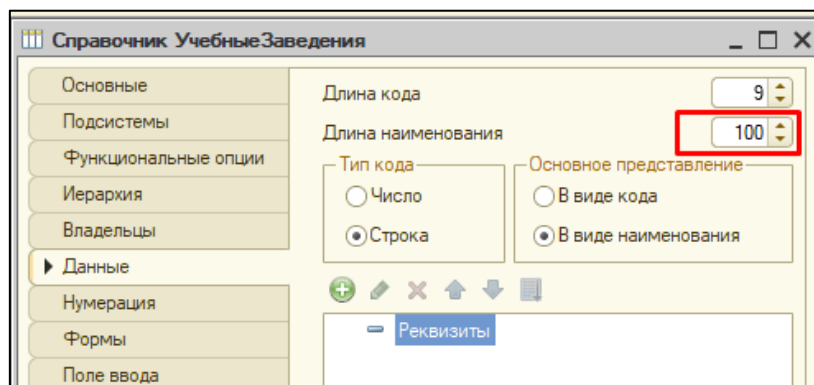 Справочник УчебныеЗаведения
Основные
Подсистемы
Функциональные опции
Иерархия
Владельцы
Данные
Нумерация
Формы
Поле ввода
Длина кода 9
Длина наименования 100
Тип кода
Число
Строка
Основное представление
В виде кода
В виде наименования
Реквизиты